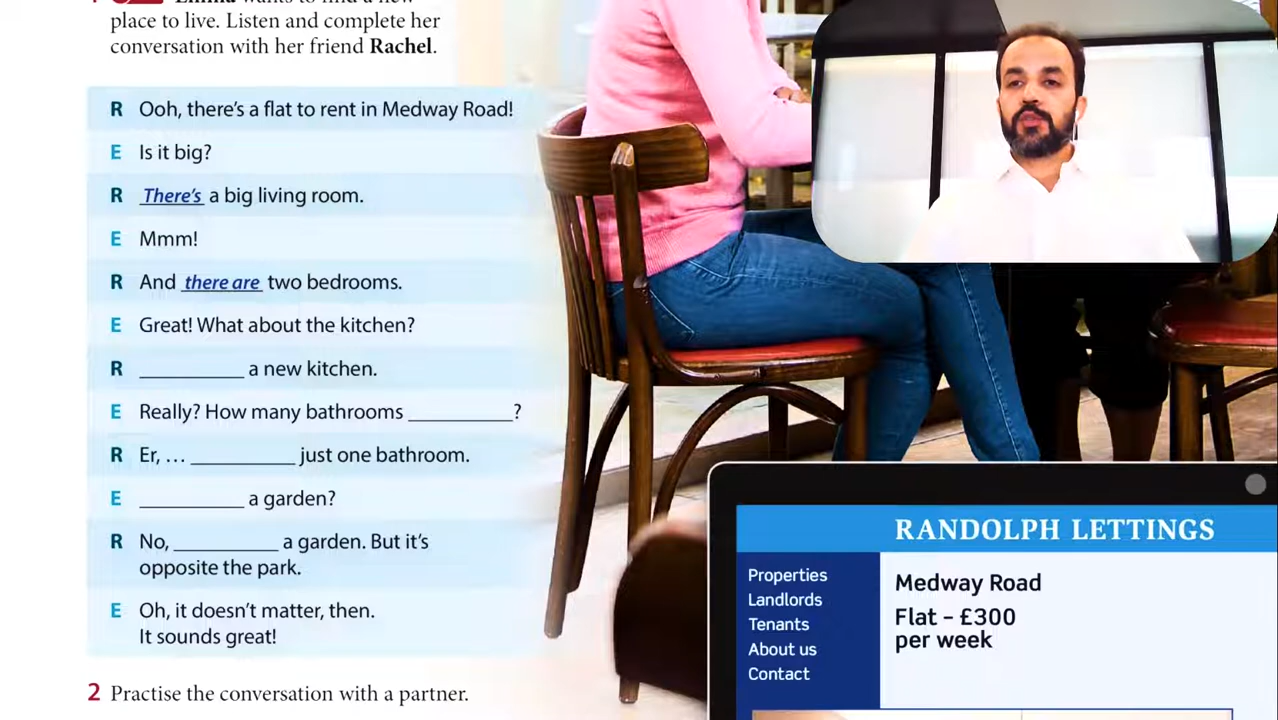 place to live. Listen and complete her
conversation with her friend Rachel.
R Ooh, there's a flat to rent in Medway Road!
E Is it big?
R There's a big living room.
E Mmm!
R And there are two bedrooms.
E Great! What about the kitchen?
R __________ a new kitchen.
E Really? How many bathrooms __________?
R Er, … __________ just one bathroom.
E __________ a garden?
R No, __________ a garden. But it's
opposite the park.
E Oh, it doesn't matter, then.
It sounds great!
2 Practise the conversation with a partner.
RANDOLPH LETTINGS
Properties
Landlords
Tenants
About us
Contact
Medway Road
Flat – £300
per week